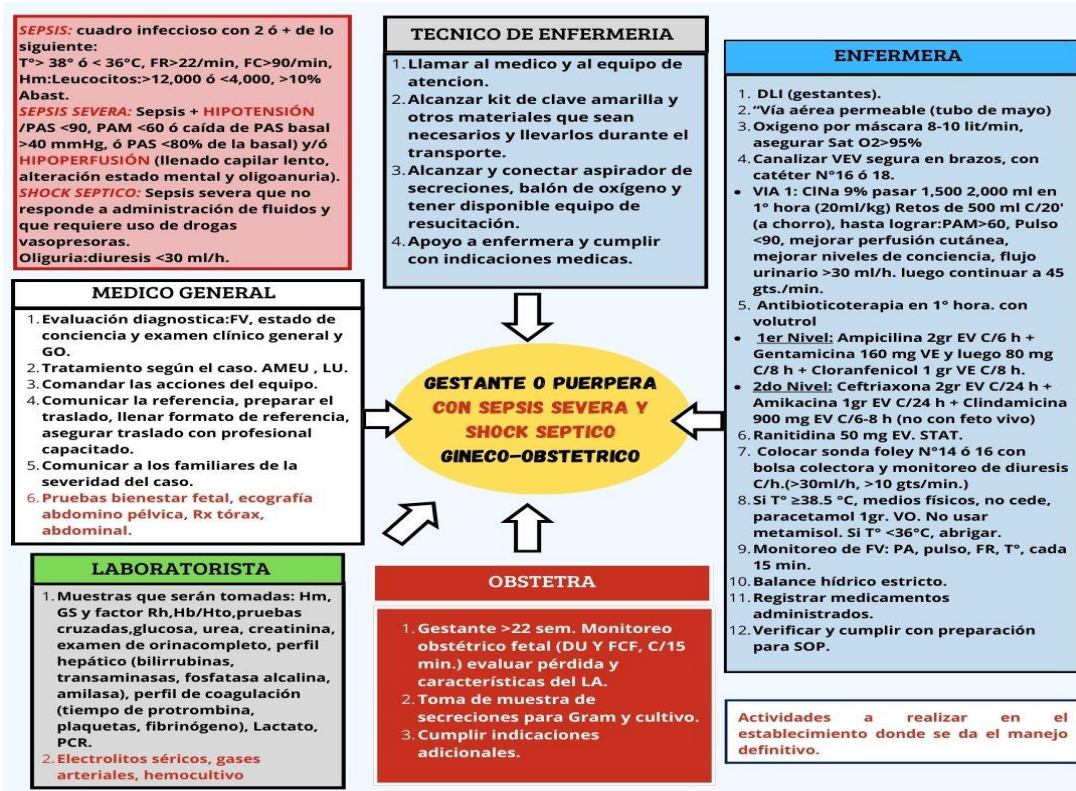 SEPSIS: cuadro infeccioso con 2 ó + de lo
siguiente:
T°> 38° ó < 36°C, FR>22/min, FC>90/min,
Hm:Leucocitos:>12,000 ó <4,000, >10%
Abast.
SEPSIS SEVERA: Sepsis + HIPOTENSIÓN
/PAS <90, PAM <60 ó caída de PAS basal
>40 mmHg, ó PAS <80% de la basal) y/ó
HIPOPERFUSIÓN (llenado capilar lento,
alteración estado mental y oligoanuria).
SHOCK SEPTICO: Sepsis severa que no
responde a administración de fluidos y
que requiere uso de drogas
vasopresoras.
Oliguria:diuresis <30 ml/h.
TECNICO DE ENFERMERIA
1. Llamar al medico y al equipo de
atencion.
2. Alcanzar kit de clave amarilla y
otros materiales que sean
necesarios y llevarlos durante el
transporte.
3. Alcanzar y conectar aspirador de
secreciones, balón de oxígeno y
tener disponible equipo de
resucitación.
4. Apoyo a enfermera y cumplir
con indicaciones medicas.
ENFERMERA
1. DLI (gestantes).
2. “Vía aérea permeable (tubo de mayo)
3. Oxigeno por máscara 8-10 lit/min,
asegurar Sat O2>95%
4. Canalizar VEV segura en brazos, con
catéter N°16 ó 18.
• VIA 1: ClNa 9% pasar 1,500 2,000 ml en
1° hora (20ml/kg) Retos de 500 ml C/20'
(a chorro), hasta lograr:PAM>60, Pulso
<90, mejorar perfusión cutánea,
mejorar niveles de conciencia, flujo
urinario >30 ml/h. luego continuar a 45
gts./min.
5. Antibioticoterapia en 1° hora. con
volutrol
• 1er Nivel: Ampicilina 2gr EV C/6 h +
Gentamicina 160 mg VE y luego 80 mg
C/8 h + Cloranfenicol 1 gr VE C/8 h.
• 2do Nivel: Ceftriaxona 2gr EV C/24 h +
Amikacina 1gr EV C/24 h + Clindamicina
900 mg EV C/6-8 h (no con feto vivo)
6. Ranitidina 50 mg EV. STAT.
7. Colocar sonda foley N°14 ó 16 con
bolsa colectora y monitoreo de diuresis
C/h.(>30ml/h, >10 gts/min.)
8. Si T° ≥38.5 °C, medios físicos, no cede,
paracetamol 1gr. VO. No usar
metamisol. Si T° <36°C, abrigar.
9. Monitoreo de FV: PA, pulso, FR, T°, cada
15 min.
10. Balance hídrico estricto.
11. Registrar medicamentos
administrados.
12. Verificar y cumplir con preparación
para SOP.
MEDICO GENERAL
1. Evaluación diagnostica:FV, estado de
conciencia y examen clínico general y
GO.
2. Tratamiento según el caso. AMEU , LU.
3. Comandar las acciones del equipo.
4. Comunicar la referencia, preparar el
traslado, llenar formato de referencia,
asegurar traslado con profesional
capacitado.
5. Comunicar a los familiares de la
severidad del caso.
6. Pruebas bienestar fetal, ecografía
abdomino pélvica, Rx tórax,
abdominal.
GESTANTE O PUERPERA
CON SEPSIS SEVERA Y
SHOCK SEPTICO
GINECO-OBSTETRICO
LABORATORISTA
1. Muestras que serán tomadas: Hm,
GS y factor Rh,Hb/Hto,pruebas
cruzadas,glucosa, urea, creatinina,
examen de orinacompleto, perfil
hepático (bilirrubinas,
transaminasas, fosfatasa alcalina,
amilasa), perfil de coagulación
(tiempo de protrombina,
plaquetas, fibrinógeno), Lactato,
PCR.
2. Electrolitos séricos, gases
arteriales, hemocultivo
OBSTETRA
1. Gestante >22 sem. Monitoreo
obstétrico fetal (DU Y FCF, C/15
min.) evaluar pérdida y
características del LA.
2. Toma de muestra de
secreciones para Gram y cultivo.
3. Cumplir indicaciones
adicionales.
Actividades a realizar en el
establecimiento donde se da el manejo
definitivo.